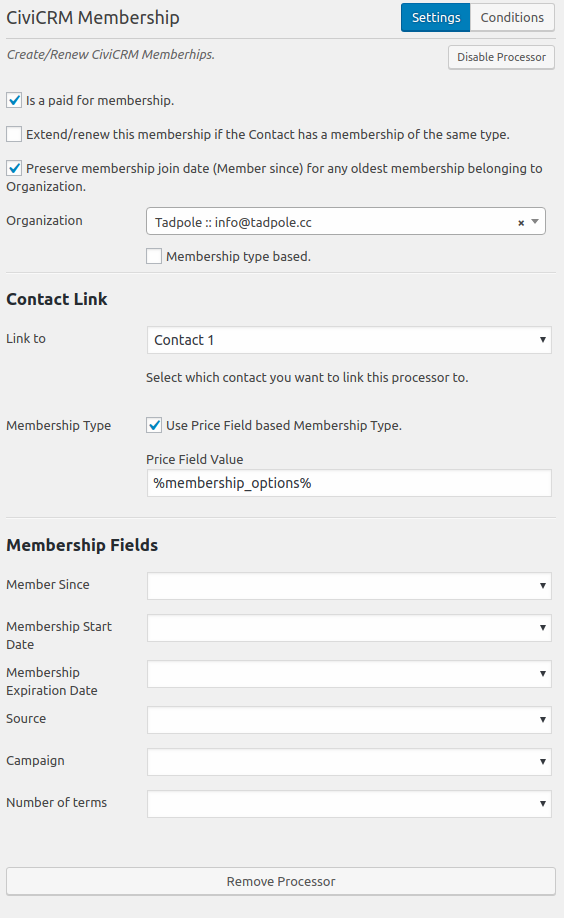 CiviCRM Membership
Settings
Conditions
Create/Renew CiviCRM Memberhips.
Disable Processor
Is a paid for membership.
Extend/renew this membership if the Contact has a membership of the same type.
Preserve membership join date (Member since) for any oldest membership belonging to
Organization.
Organization
Tadpole :: info@tadpole.cc
×
Membership type based.
Contact Link
Link to
Contact 1
Select which contact you want to link this processor to.
Membership Type
Use Price Field based Membership Type.
Price Field Value
%membership_options%
Membership Fields
Member Since
Membership Start
Date
Membership
Expiration Date
Source
Campaign
Number of terms
Remove Processor